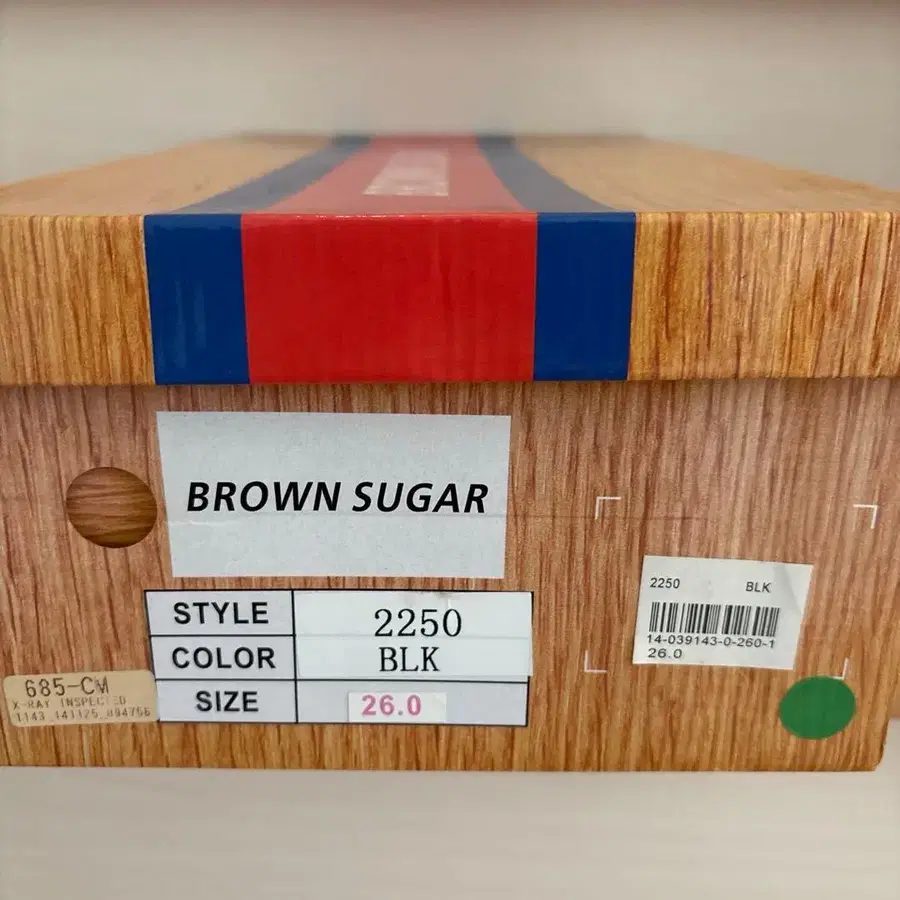 BROWN SUGAR
STYLE 2250
COLOR BLK
SIZE 26.0
2250 BLK
14-039143-0-260-1
26.0
685-CM
X-RAY INSPECTED